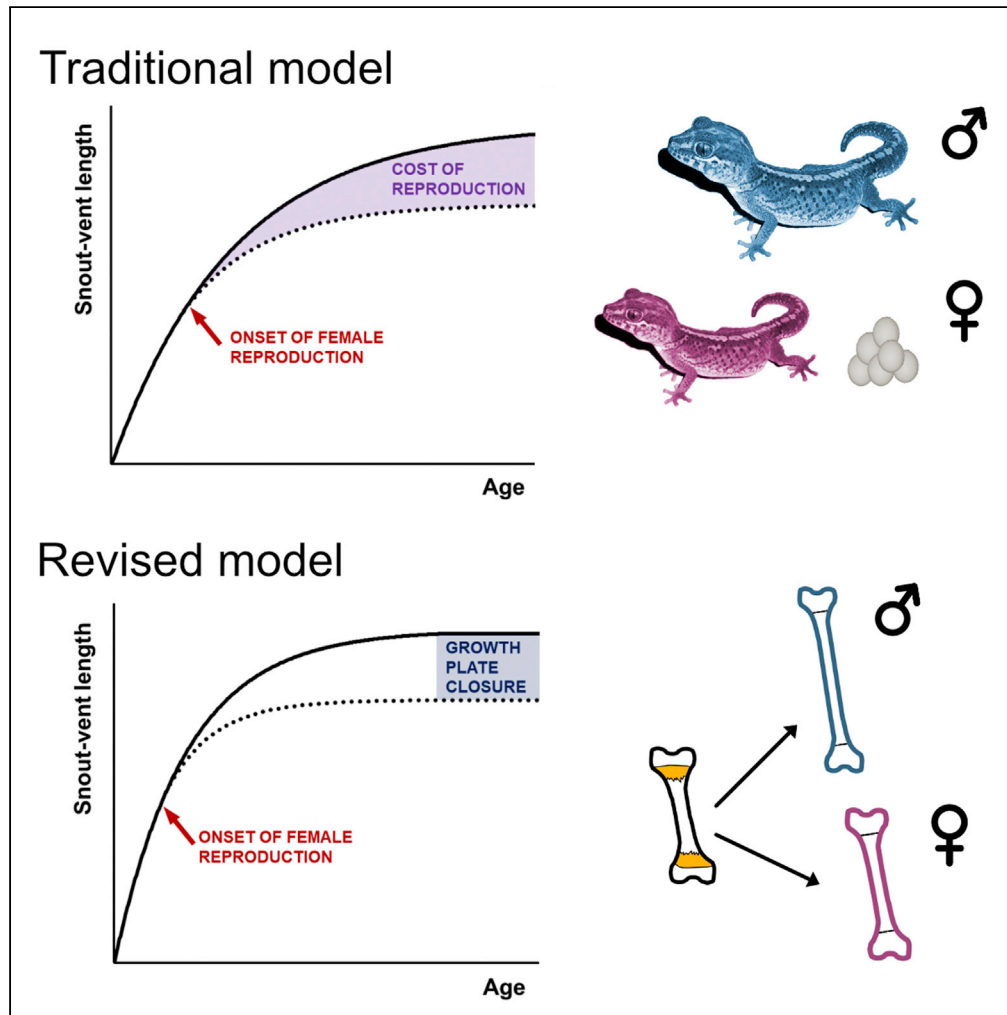 Traditional model
Snout-vent length
COST OF
REPRODUCTION
ONSET OF FEMALE
REPRODUCTION
Age
♂
♀
Revised model
Snout-vent length
GROWTH
PLATE
CLOSURE
ONSET OF FEMALE
REPRODUCTION
Age
♂
♀